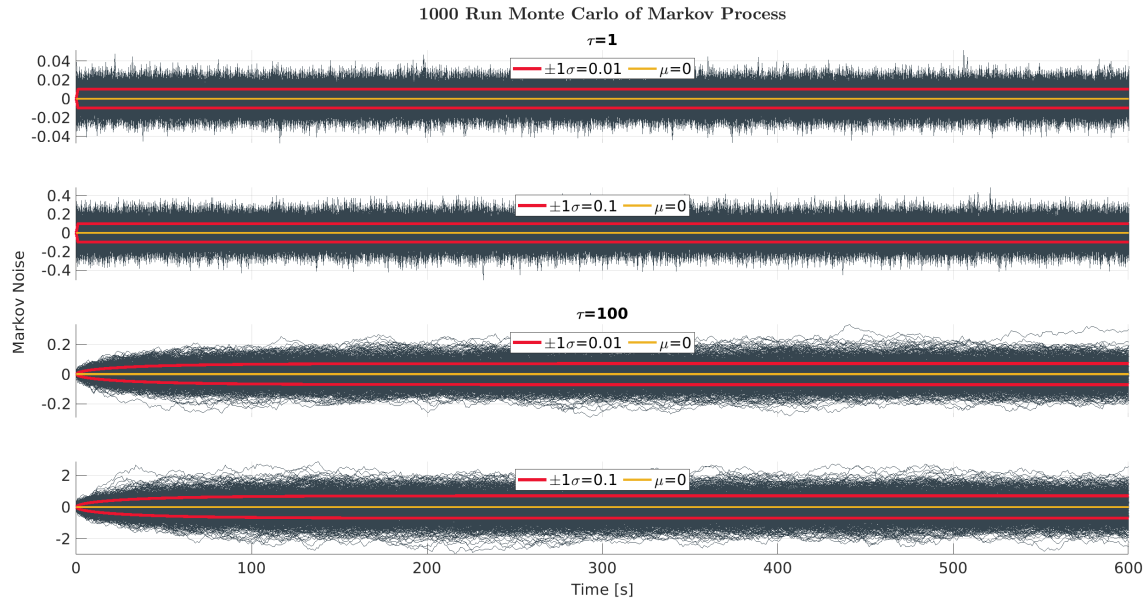 1000 Run Monte Carlo of Markov Process
τ=1
0.04
0.02
0
-0.02
-0.04
±1σ=0.01 μ=0
0.4
0.2
0
-0.2
-0.4
±1σ=0.1 μ=0
Markov Noise
τ=100
0.2
0
-0.2
±1σ=0.01 μ=0
2
0
-2
±1σ=0.1 μ=0
0 100 200 300 400 500 600
Time [s]